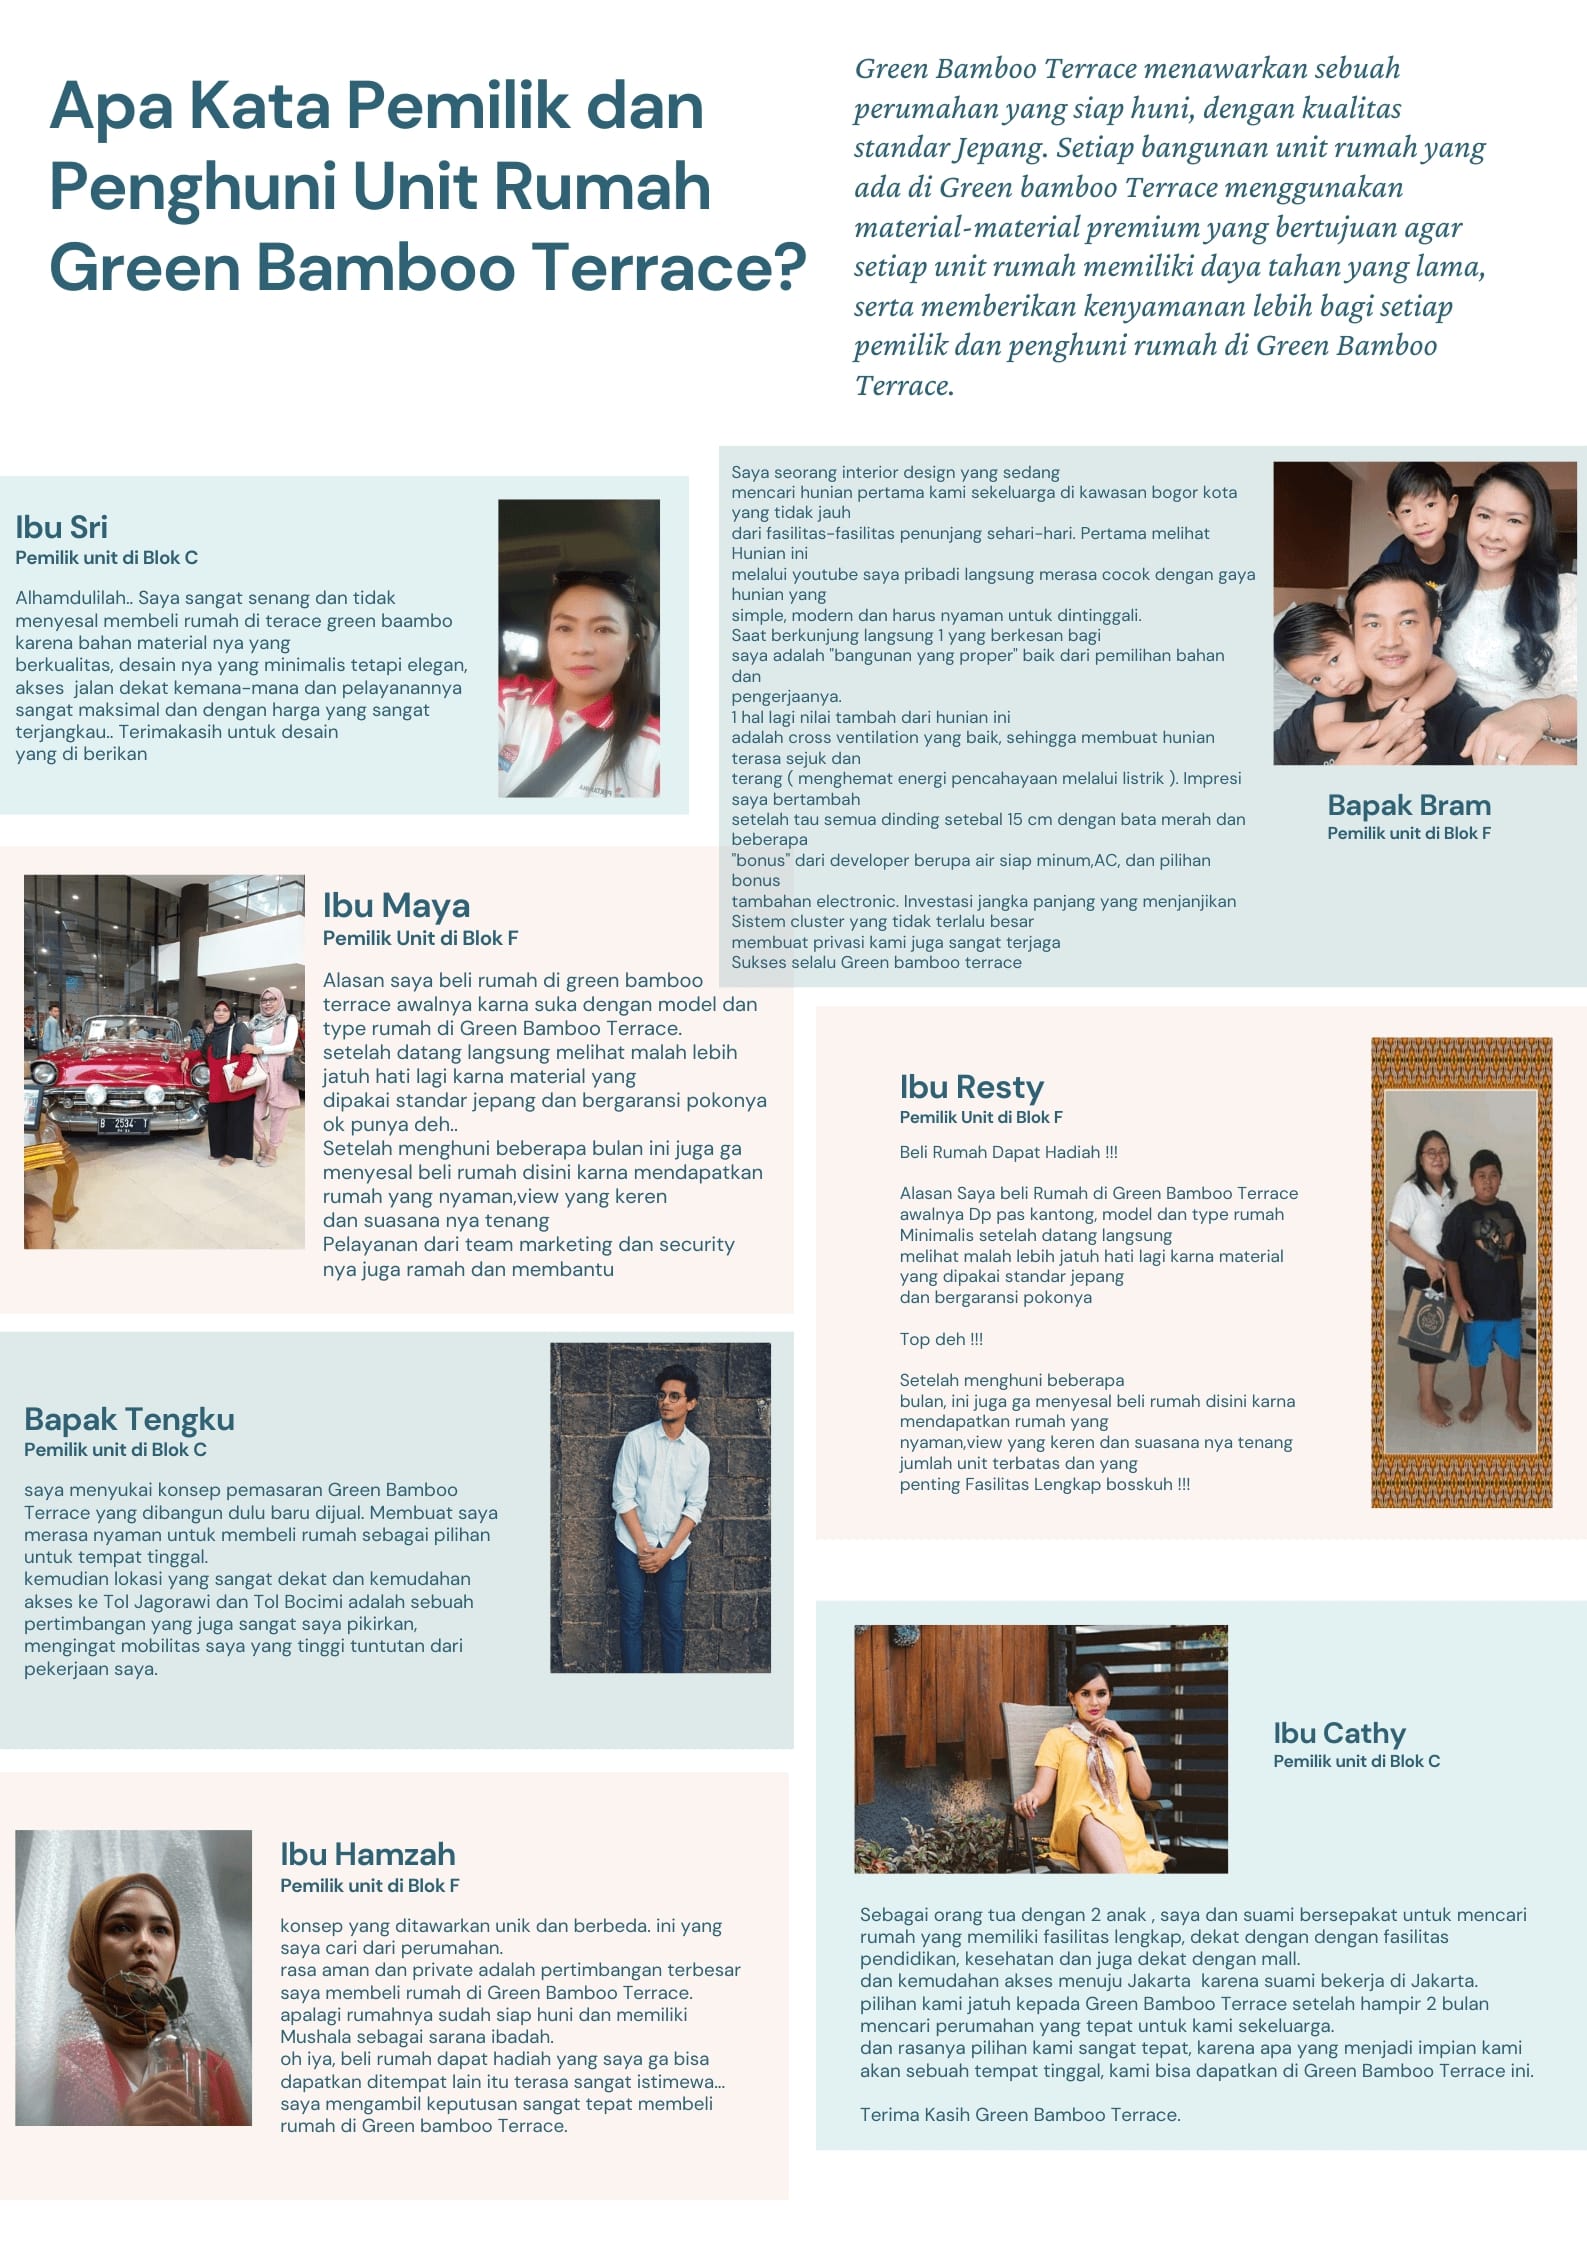 Apa Kata Pemilik dan
Penghuni Unit Rumah
Green Bamboo Terrace?
Green Bamboo Terrace menawarkan sebuah
perumahan yang siap huni, dengan kualitas
standar Jepang. Setiap bangunan unit rumah yang
ada di Green bamboo Terrace menggunakan
material-material premium yang bertujuan agar
setiap unit rumah memiliki daya tahan yang lama,
serta memberikan kenyamanan lebih bagi setiap
pemilik dan penghuni rumah di Green Bamboo
Terrace.
Ibu Sri
Pemilik unit di Blok C
Alhamdulilah.. Saya sangat senang dan tidak
menyesal membeli rumah di terace green baambo
karena bahan material nya yang
berkualitas, desain nya yang minimalis tetapi elegan,
akses  jalan dekat kemana-mana dan pelayanannya
sangat maksimal dan dengan harga yang sangat
terjangkau.. Terimakasih untuk desain
yang di berikan
Saya seorang interior design yang sedang
mencari hunian pertama kami sekeluarga di kawasan bogor kota
yang tidak jauh
dari fasilitas-fasilitas penunjang sehari-hari. Pertama melihat
Hunian ini
melalui youtube saya pribadi langsung merasa cocok dengan gaya
hunian yang
simple, modern dan harus nyaman untuk dintinggali.
Saat berkunjung langsung 1 yang berkesan bagi
saya adalah "bangunan yang proper" baik dari pemilihan bahan
dan
pengerjaanya.
1 hal lagi nilai tambah dari hunian ini
adalah cross ventilation yang baik, sehingga membuat hunian
terasa sejuk dan
terang ( menghemat energi pencahayaan melalui listrik ). Impresi
saya bertambah
setelah tau semua dinding setebal 15 cm dengan bata merah dan
beberapa
"bonus" dari developer berupa air siap minum,AC, dan pilihan
bonus
tambahan electronic. Investasi jangka panjang yang menjanjikan
Sistem cluster yang tidak terlalu besar
membuat privasi kami juga sangat terjaga
Sukses selalu Green bamboo terrace
Bapak Bram
Pemilik unit di Blok F
Ibu Maya
Pemilik Unit di Blok F
Alasan saya beli rumah di green bamboo
terrace awalnya karna suka dengan model dan
type rumah di Green Bamboo Terrace.
setelah datang langsung melihat malah lebih
jatuh hati lagi karna material yang
dipakai standar jepang dan bergaransi pokonya
ok punya deh..
Setelah menghuni beberapa bulan ini juga ga
menyesal beli rumah disini karna mendapatkan
rumah yang nyaman,view yang keren
dan suasana nya tenang
Pelayanan dari team marketing dan security
nya juga ramah dan membantu
B 2534 T
Ibu Resty
Pemilik Unit di Blok F
Beli Rumah Dapat Hadiah !!!
Alasan Saya beli Rumah di Green Bamboo Terrace
awalnya Dp pas kantong, model dan type rumah
Minimalis setelah datang langsung
melihat malah lebih jatuh hati lagi karna material
yang dipakai standar jepang
dan bergaransi pokonya
Top deh !!!
Setelah menghuni beberapa
bulan, ini juga ga menyesal beli rumah disini karna
mendapatkan rumah yang
nyaman,view yang keren dan suasana nya tenang
jumlah unit terbatas dan yang
penting Fasilitas Lengkap bosskuh !!!
Bapak Tengku
Pemilik unit di Blok C
saya menyukai konsep pemasaran Green Bamboo
Terrace yang dibangun dulu baru dijual. Membuat saya
merasa nyaman untuk membeli rumah sebagai pilihan
untuk tempat tinggal.
kemudian lokasi yang sangat dekat dan kemudahan
akses ke Tol Jagorawi dan Tol Bocimi adalah sebuah
pertimbangan yang juga sangat saya pikirkan,
mengingat mobilitas saya yang tinggi tuntutan dari
pekerjaan saya.
Ibu Cathy
Pemilik unit di Blok C
Sebagai orang tua dengan 2 anak , saya dan suami bersepakat untuk mencari
rumah yang memiliki fasilitas lengkap, dekat dengan dengan fasilitas
pendidikan, kesehatan dan juga dekat dengan mall.
dan kemudahan akses menuju Jakarta  karena suami bekerja di Jakarta.
pilihan kami jatuh kepada Green Bamboo Terrace setelah hampir 2 bulan
mencari perumahan yang tepat untuk kami sekeluarga.
dan rasanya pilihan kami sangat tepat, karena apa yang menjadi impian kami
akan sebuah tempat tinggal, kami bisa dapatkan di Green Bamboo Terrace ini.
Terima Kasih Green Bamboo Terrace.
Ibu Hamzah
Pemilik unit di Blok F
konsep yang ditawarkan unik dan berbeda. ini yang
saya cari dari perumahan.
rasa aman dan private adalah pertimbangan terbesar
saya membeli rumah di Green Bamboo Terrace.
apalagi rumahnya sudah siap huni dan memiliki
Mushala sebagai sarana ibadah.
oh iya, beli rumah dapat hadiah yang saya ga bisa
dapatkan ditempat lain itu terasa sangat istimewa...
saya mengambil keputusan sangat tepat membeli
rumah di Green bamboo Terrace.